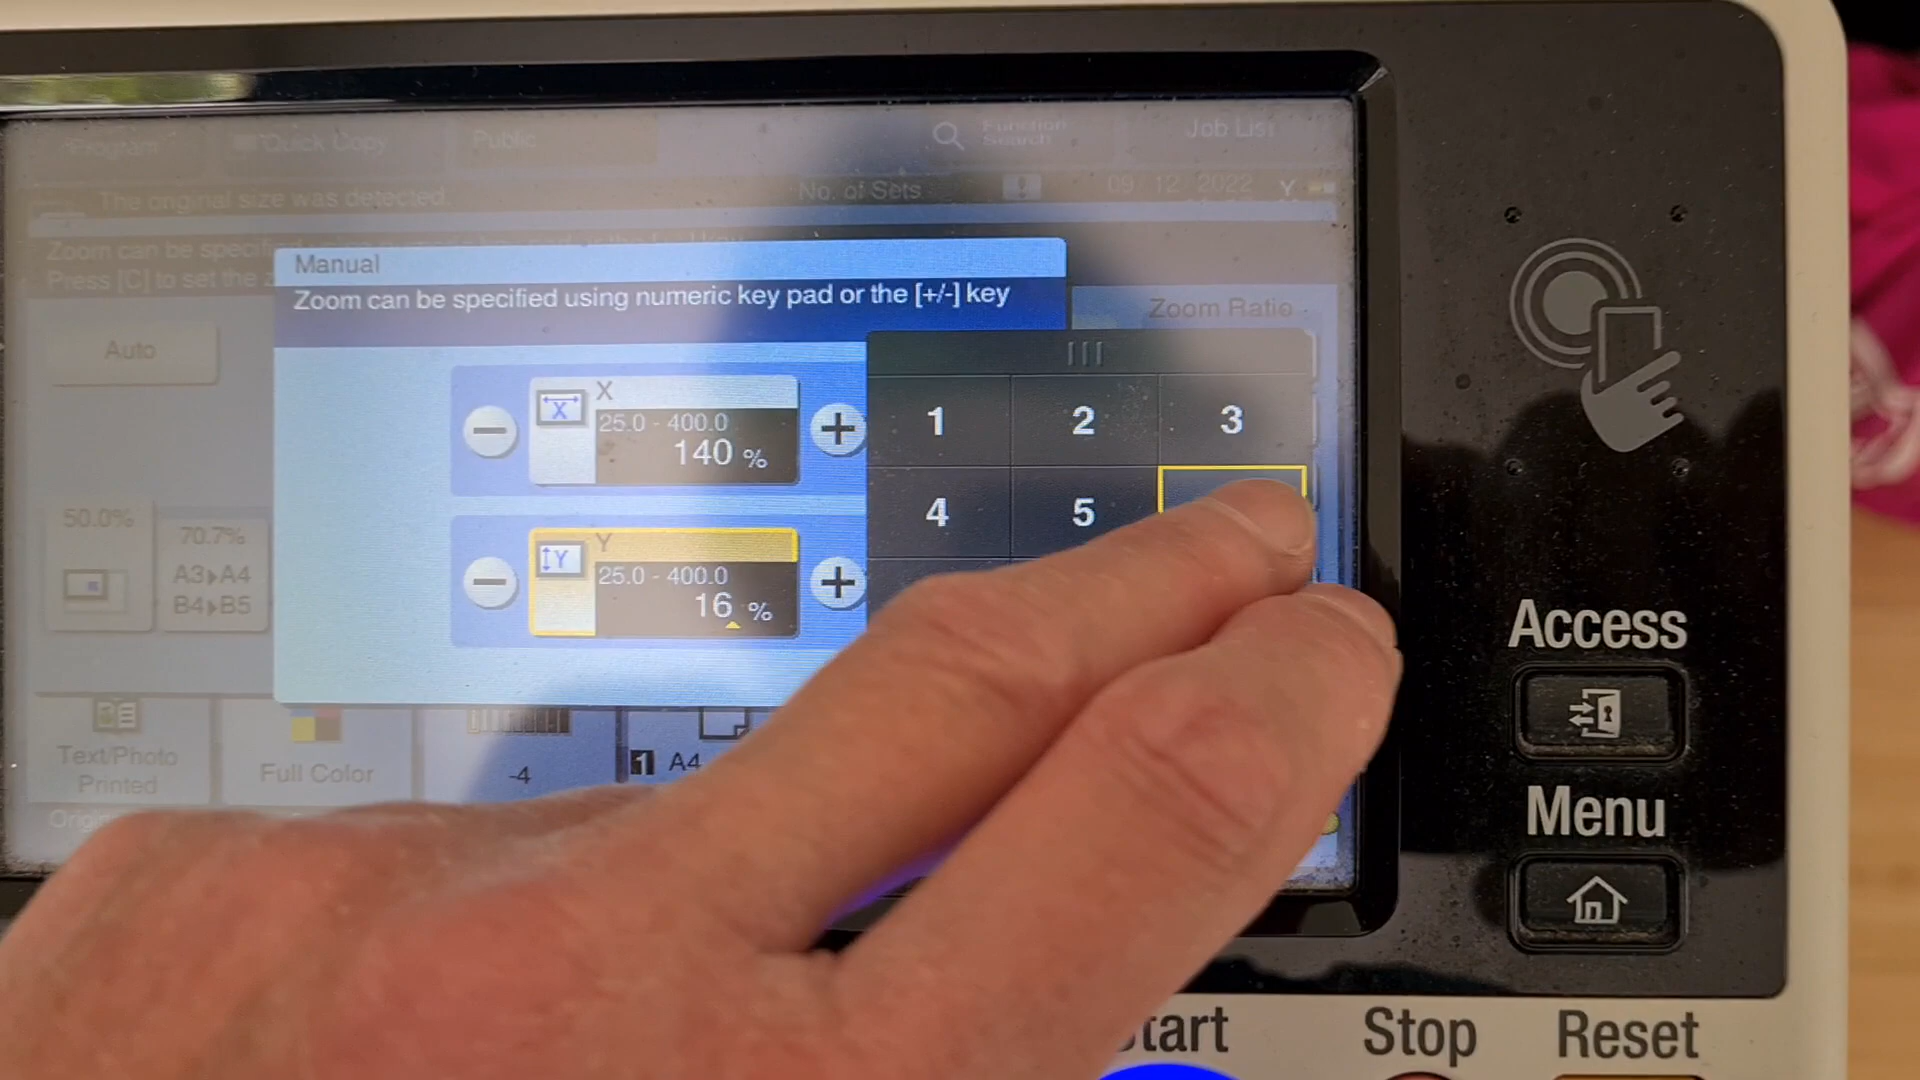 Program
Quick Copy
Public
Function
Search
Job List
The original size was detected.
No. of Sets
09/12/2022
Y
Zoom can be specifi
Press [C] to set the
Manual
Zoom can be specified using numeric key pad or the [+/-] key
Zoom Ratio
Auto
X
X
25.0 - 400.0
140 %
1 2 3
4 5
50.0%
70.7%
A3▸A4
B4▸B5
Y
Y
25.0 - 400.0
16 %
Text/Photo
Printed
Full Color
-4
1 A4
Origin
Access
Menu
Start
Stop
Reset